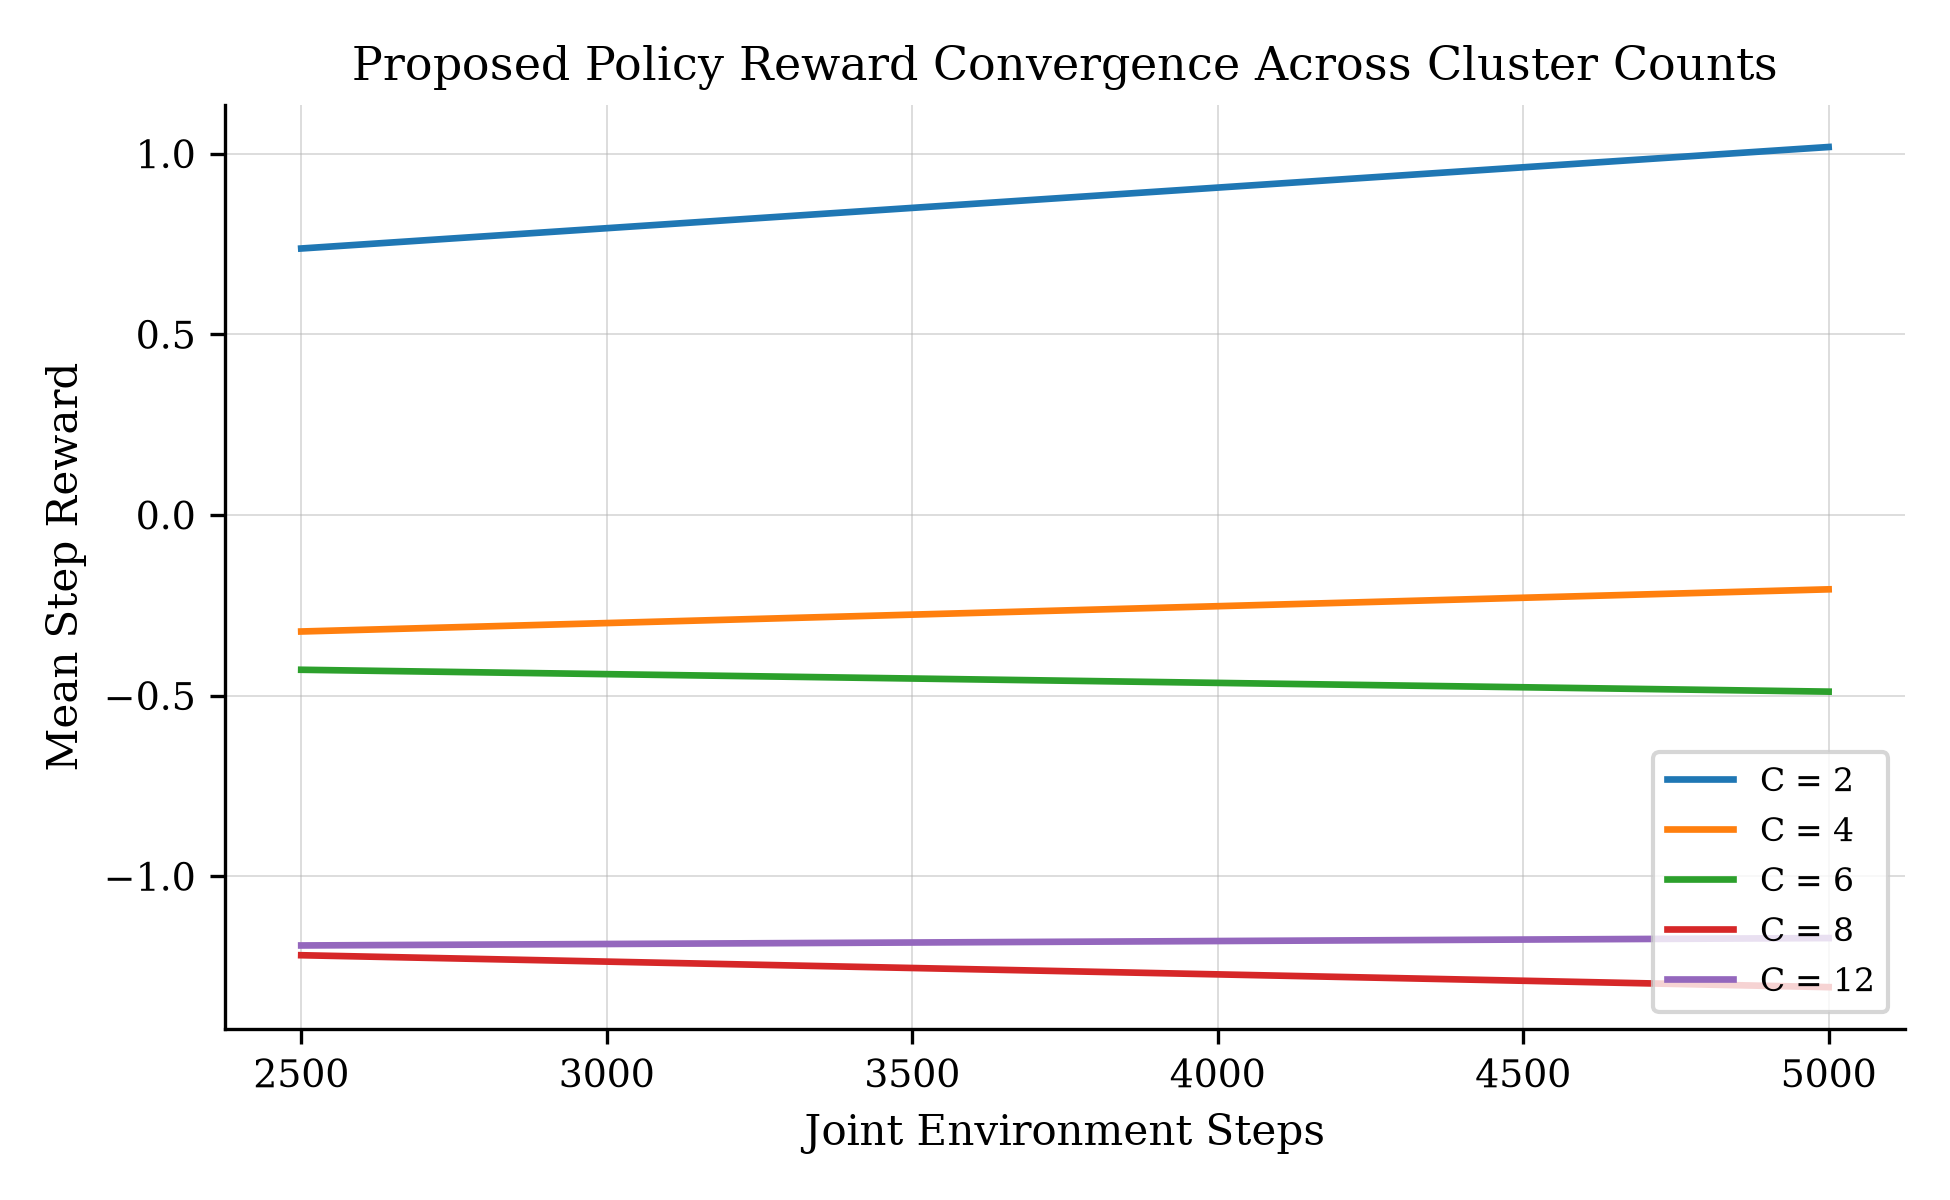 Proposed Policy Reward Convergence Across Cluster Counts
Mean Step Reward
1.0
0.5
0.0
−0.5
−1.0
C = 2
C = 4
C = 6
C = 8
C = 12
2500 3000 3500 4000 4500 5000
Joint Environment Steps